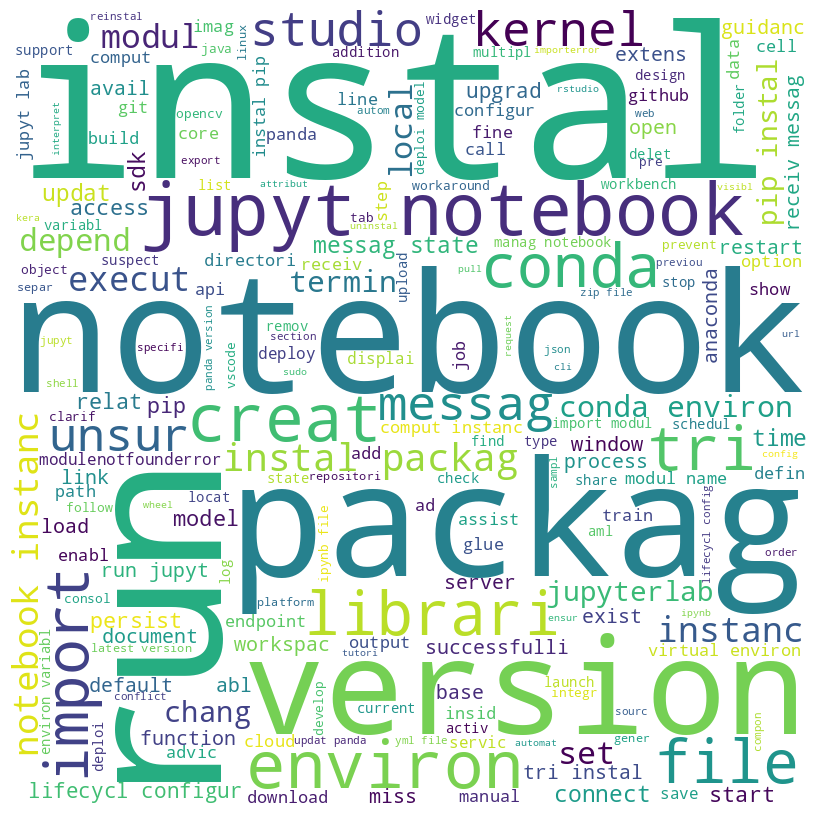 reinstal
support
java
comput
modul
imag
linux
studio
widget
addition
kernel
multipl
importerror
extens
design
guidanc
cell
data
folder
instal
jupyt lab
avail
git
build
interpret
opencv
core
export
instal pip
line
panda
autom
deploi model
local
upgrad
configur
fine
call
rstudio
github
web
open
delet
pre
pip instal
receiv messag
sdk
updat
access
variabl
kera
list
attribut
jupyt notebook
workaround
tab
uninstal
step
workbench
visibl
depend
suspect
object
separ
execut
directori
api
messag state
receiv
termin
upload
manag notebook
conda
previou
pull
zip file
prevent
stop
restart
option
show
anaconda
notebook
jupyt
shell
specifi
panda version
vscode
remov
section
deploy
sudo
displai
job
request
json
cli
url
relat
pip
clarif
unsur
modulenotfounderror
creat
messag
comput instanc
conda environ
import modul
schedul
time
config
find
type
window
tri
instal packag
add
state
repositori
check
sampl
process
share
modul name
defin
link
path
follow
wheel
locat
load
model
enabl
notebook instanc
run
run jupyt
log
ipynb file
packag
ad
assist
glue
train
aml
lifecycl config
order
consol
persist
document
platform
endpoint
workspac
librari
server
ensur
jupyterlab
exist
ipynb
instanc
import
environ variabl
latest version
conflict
deploi
default
abl
tutori
output
successfulli
virtual environ
version
chang
function
advic
cloud
develop
updat panda
insid
current
base
activ
yml file
servic
launch
integr
automat
sourc
gener
compon
set
file
lifecycl configur
download
environ
miss
manual
tri instal
connect
save
start